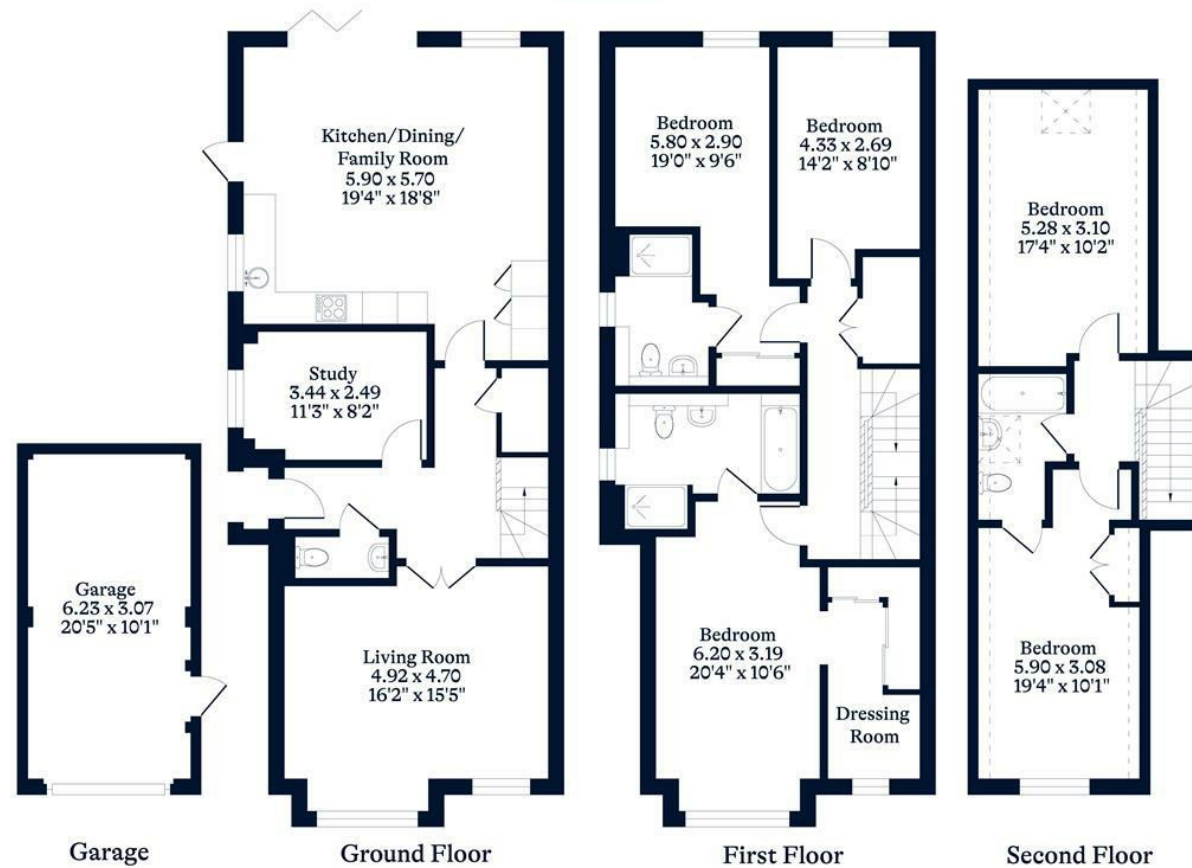 Kitchen/Dining/
Family Room
5.90 x 5.70
19'4" x 18'8"
Study
3.44 x 2.49
11'3" x 8'2"
Garage
6.23 x 3.07
20'5" x 10'1"
Living Room
4.92 x 4.70
16'2" x 15'5"
Bedroom
5.80 x 2.90
19'0" x 9'6"
Bedroom
4.33 x 2.69
14'2" x 8'10"
Bedroom
6.20 x 3.19
20'4" x 10'6"
Dressing
Room
Bedroom
5.28 x 3.10
17'4" x 10'2"
Bedroom
5.90 x 3.08
19'4" x 10'1"
Garage
Ground Floor
First Floor
Second Floor